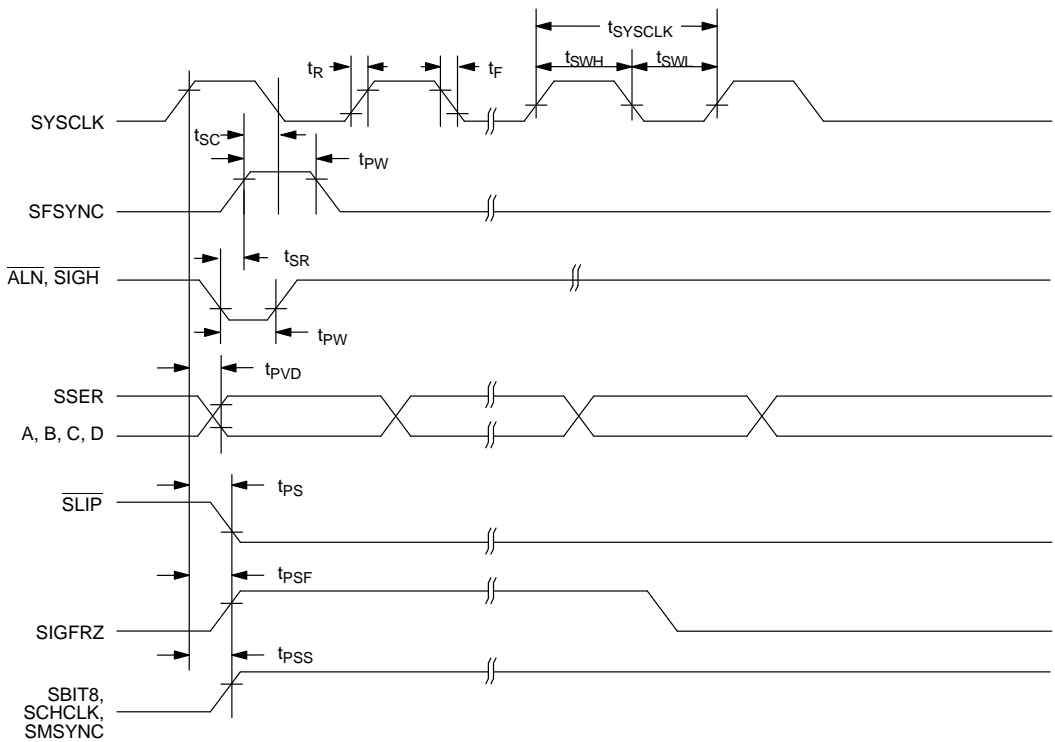 tSYSCLK
tR tF tSWH tSWL
SYSCLK
tSC
tPW
SFSYNC
tSR
ALN, SIGH
tPW
tPVD
SSER
A, B, C, D
tPS
SLIP
tPSF
SIGFRZ
tPSS
SBIT8,
SCHCLK,
SMSYNC